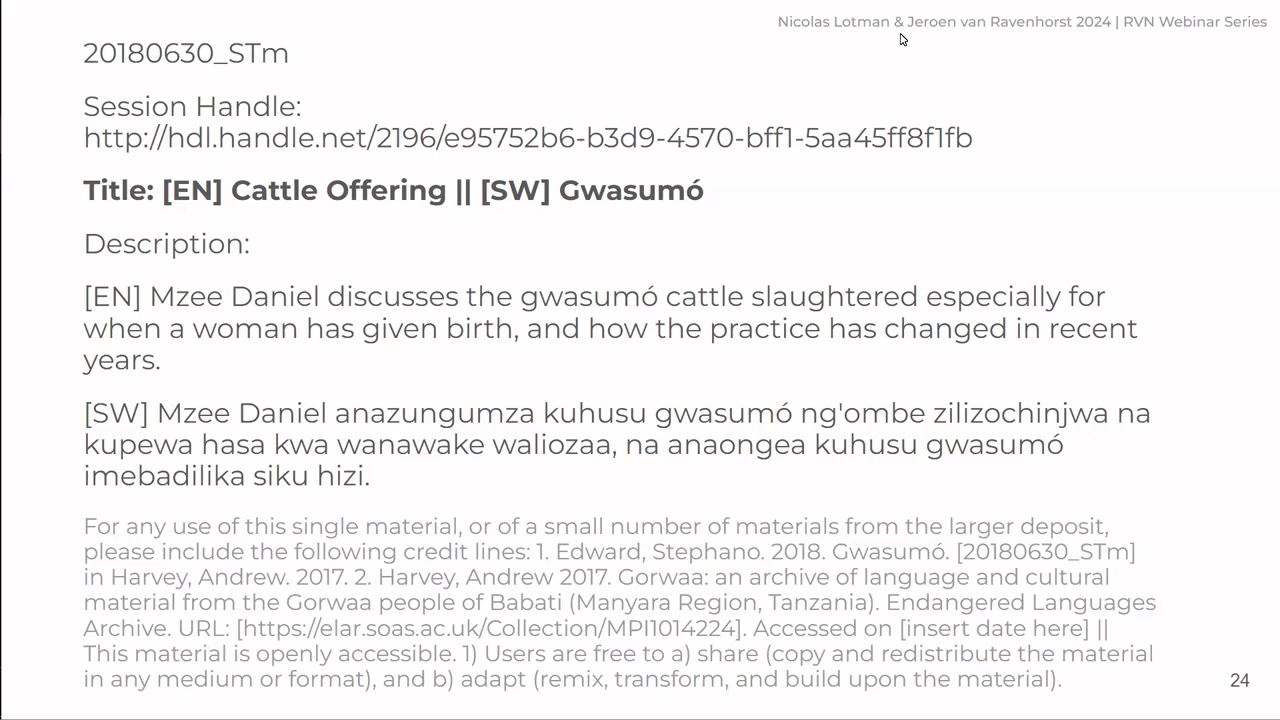 Nicolas Lotman & Jeroen van Ravenhorst 2024 | RVN Webinar Series
20180630_STm
Session Handle:
http://hdl.handle.net/2196/e95752b6-b3d9-4570-bff1-5aa45ff8f1fb
Title: [EN] Cattle Offering || [SW] Gwasumó
Description:
[EN] Mzee Daniel discusses the gwasumó cattle slaughtered especially for
when a woman has given birth, and how the practice has changed in recent
years.
[SW] Mzee Daniel anazungumza kuhusu gwasumó ng'ombe zilizochinjwa na
kupewa hasa kwa wanawake waliozaa, na anaongea kuhusu gwasumó
imebadilika siku hizi.
For any use of this single material, or of a small number of materials from the larger deposit,
please include the following credit lines: 1. Edward, Stephano. 2018. Gwasumó. [20180630_STm]
in Harvey, Andrew. 2017. 2. Harvey, Andrew 2017. Gorwaa: an archive of language and cultural
material from the Gorwaa people of Babati (Manyara Region, Tanzania). Endangered Languages
Archive. URL: [https://elar.soas.ac.uk/Collection/MPI1014224]. Accessed on [insert date here] ||
This material is openly accessible. 1) Users are free to a) share (copy and redistribute the material
in any medium or format), and b) adapt (remix, transform, and build upon the material).
24